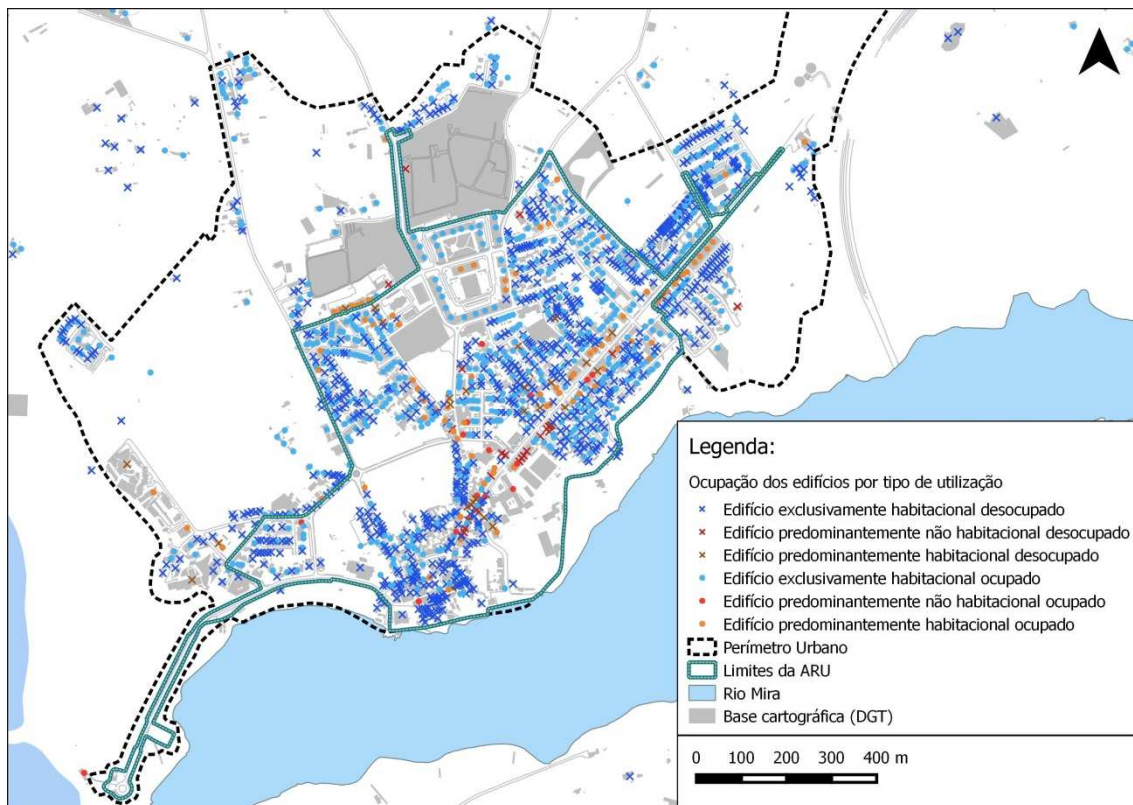 Legenda:
Ocupação dos edifícios por tipo de utilização
Edifício exclusivamente habitacional desocupado
Edifício predominantemente não habitacional desocupado
Edifício predominantemente habitacional desocupado
Edifício exclusivamente habitacional ocupado
Edifício predominantemente não habitacional ocupado
Edifício predominantemente habitacional ocupado
Perímetro Urbano
Limites da ARU
Rio Mira
Base cartográfica (DGT)
0 100 200 300 400 m